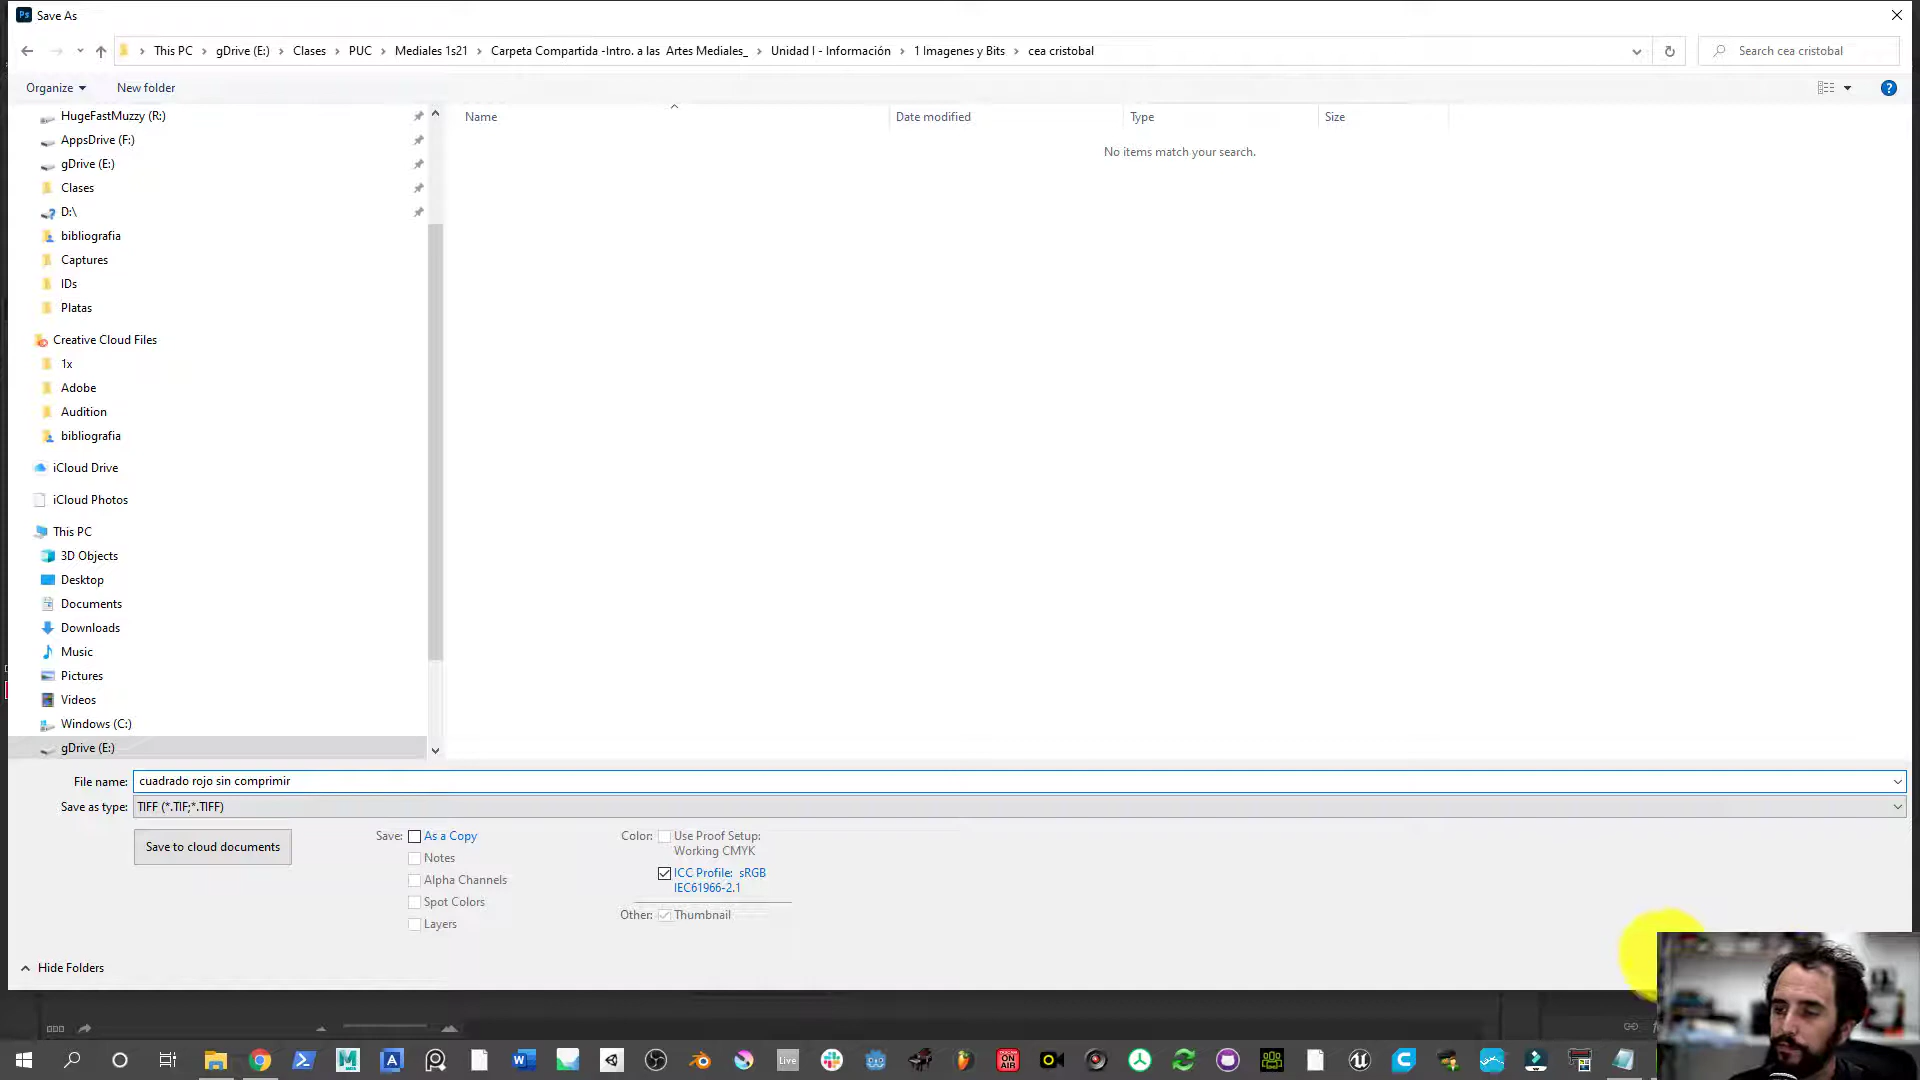 Ps Save As
This PC > gDrive (E:) > Clases > PUC > Mediales 1s21 > Carpeta Compartida -Intro. a las Artes Mediales_ > Unidad I - Información > 1 Imagenes y Bits > cea cristobal
Search cea cristobal
Organize
New folder
HugeFastMuzzy (R:)
AppsDrive (F:)
gDrive (E:)
Clases
D:\
bibliografia
Captures
IDs
Platas
Creative Cloud Files
1x
Adobe
Audition
bibliografia
iCloud Drive
iCloud Photos
This PC
3D Objects
Desktop
Documents
Downloads
Music
Pictures
Videos
Windows (C:)
gDrive (E:)
Name Date modified Type Size
No items match your search.
File name: cuadrado rojo sin comprimir
Save as type: TIFF (*.TIF;*.TIFF)
Save to cloud documents
Save: As a Copy
Notes
Alpha Channels
Spot Colors
Layers
Color: Use Proof Setup:
Working CMYK
ICC Profile: sRGB
IEC61966-2.1
Other: Thumbnail
Hide Folders
Live
ON
AIR